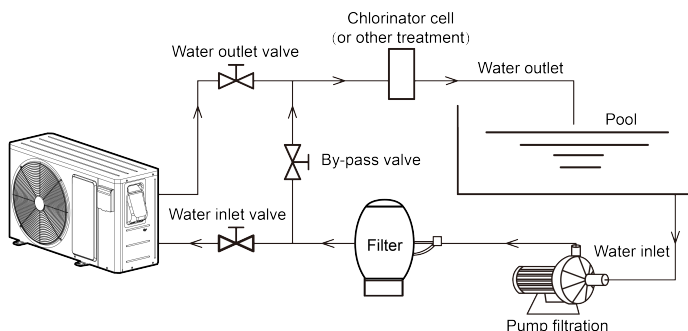 Chlorinator cell
(or other treatment)
Water outlet valve
Water outlet
Pool
By-pass valve
Water inlet valve
Filter
Water inlet
Pump filtration